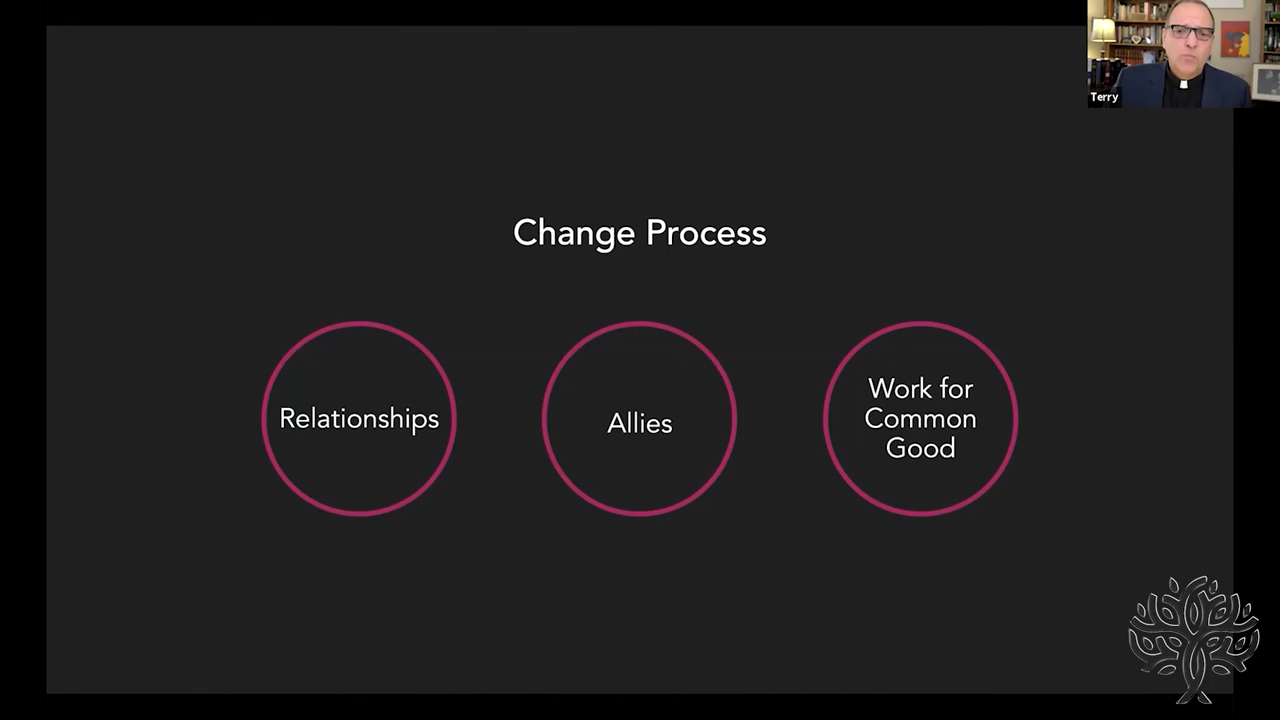 Terry
Change Process
Relationships
Allies
Work for
Common
Good